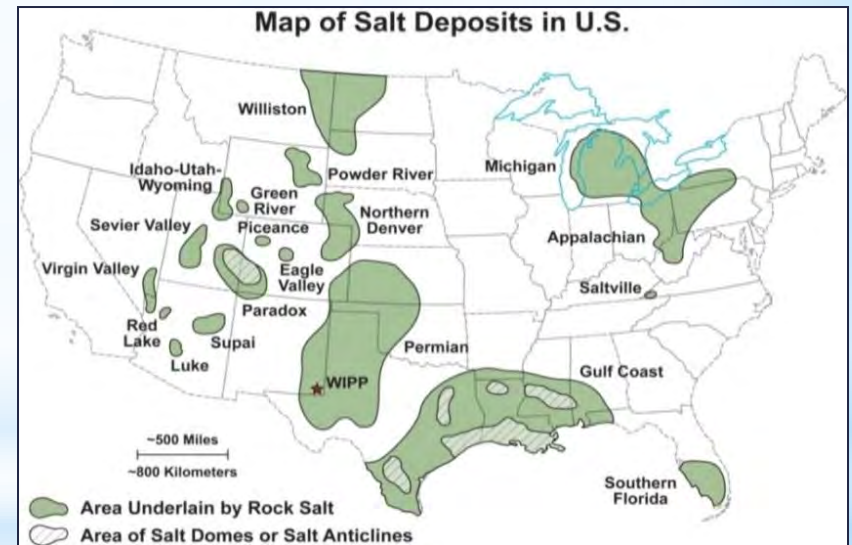 Map of Salt Deposits in U.S.
Williston
Idaho-Utah-
Wyoming
Powder River
Michigan
Green
River
Northern
Denver
Sevier Valley
Piceance
Appalachian
Virgin Valley
Eagle
Valley
Saltville
Paradox
Red
Lake
Supai
Permian
Luke
WIPP
Gulf Coast
~500 Miles
~800 Kilometers
Southern
Florida
Area Underlain by Rock Salt
Area of Salt Domes or Salt Anticlines